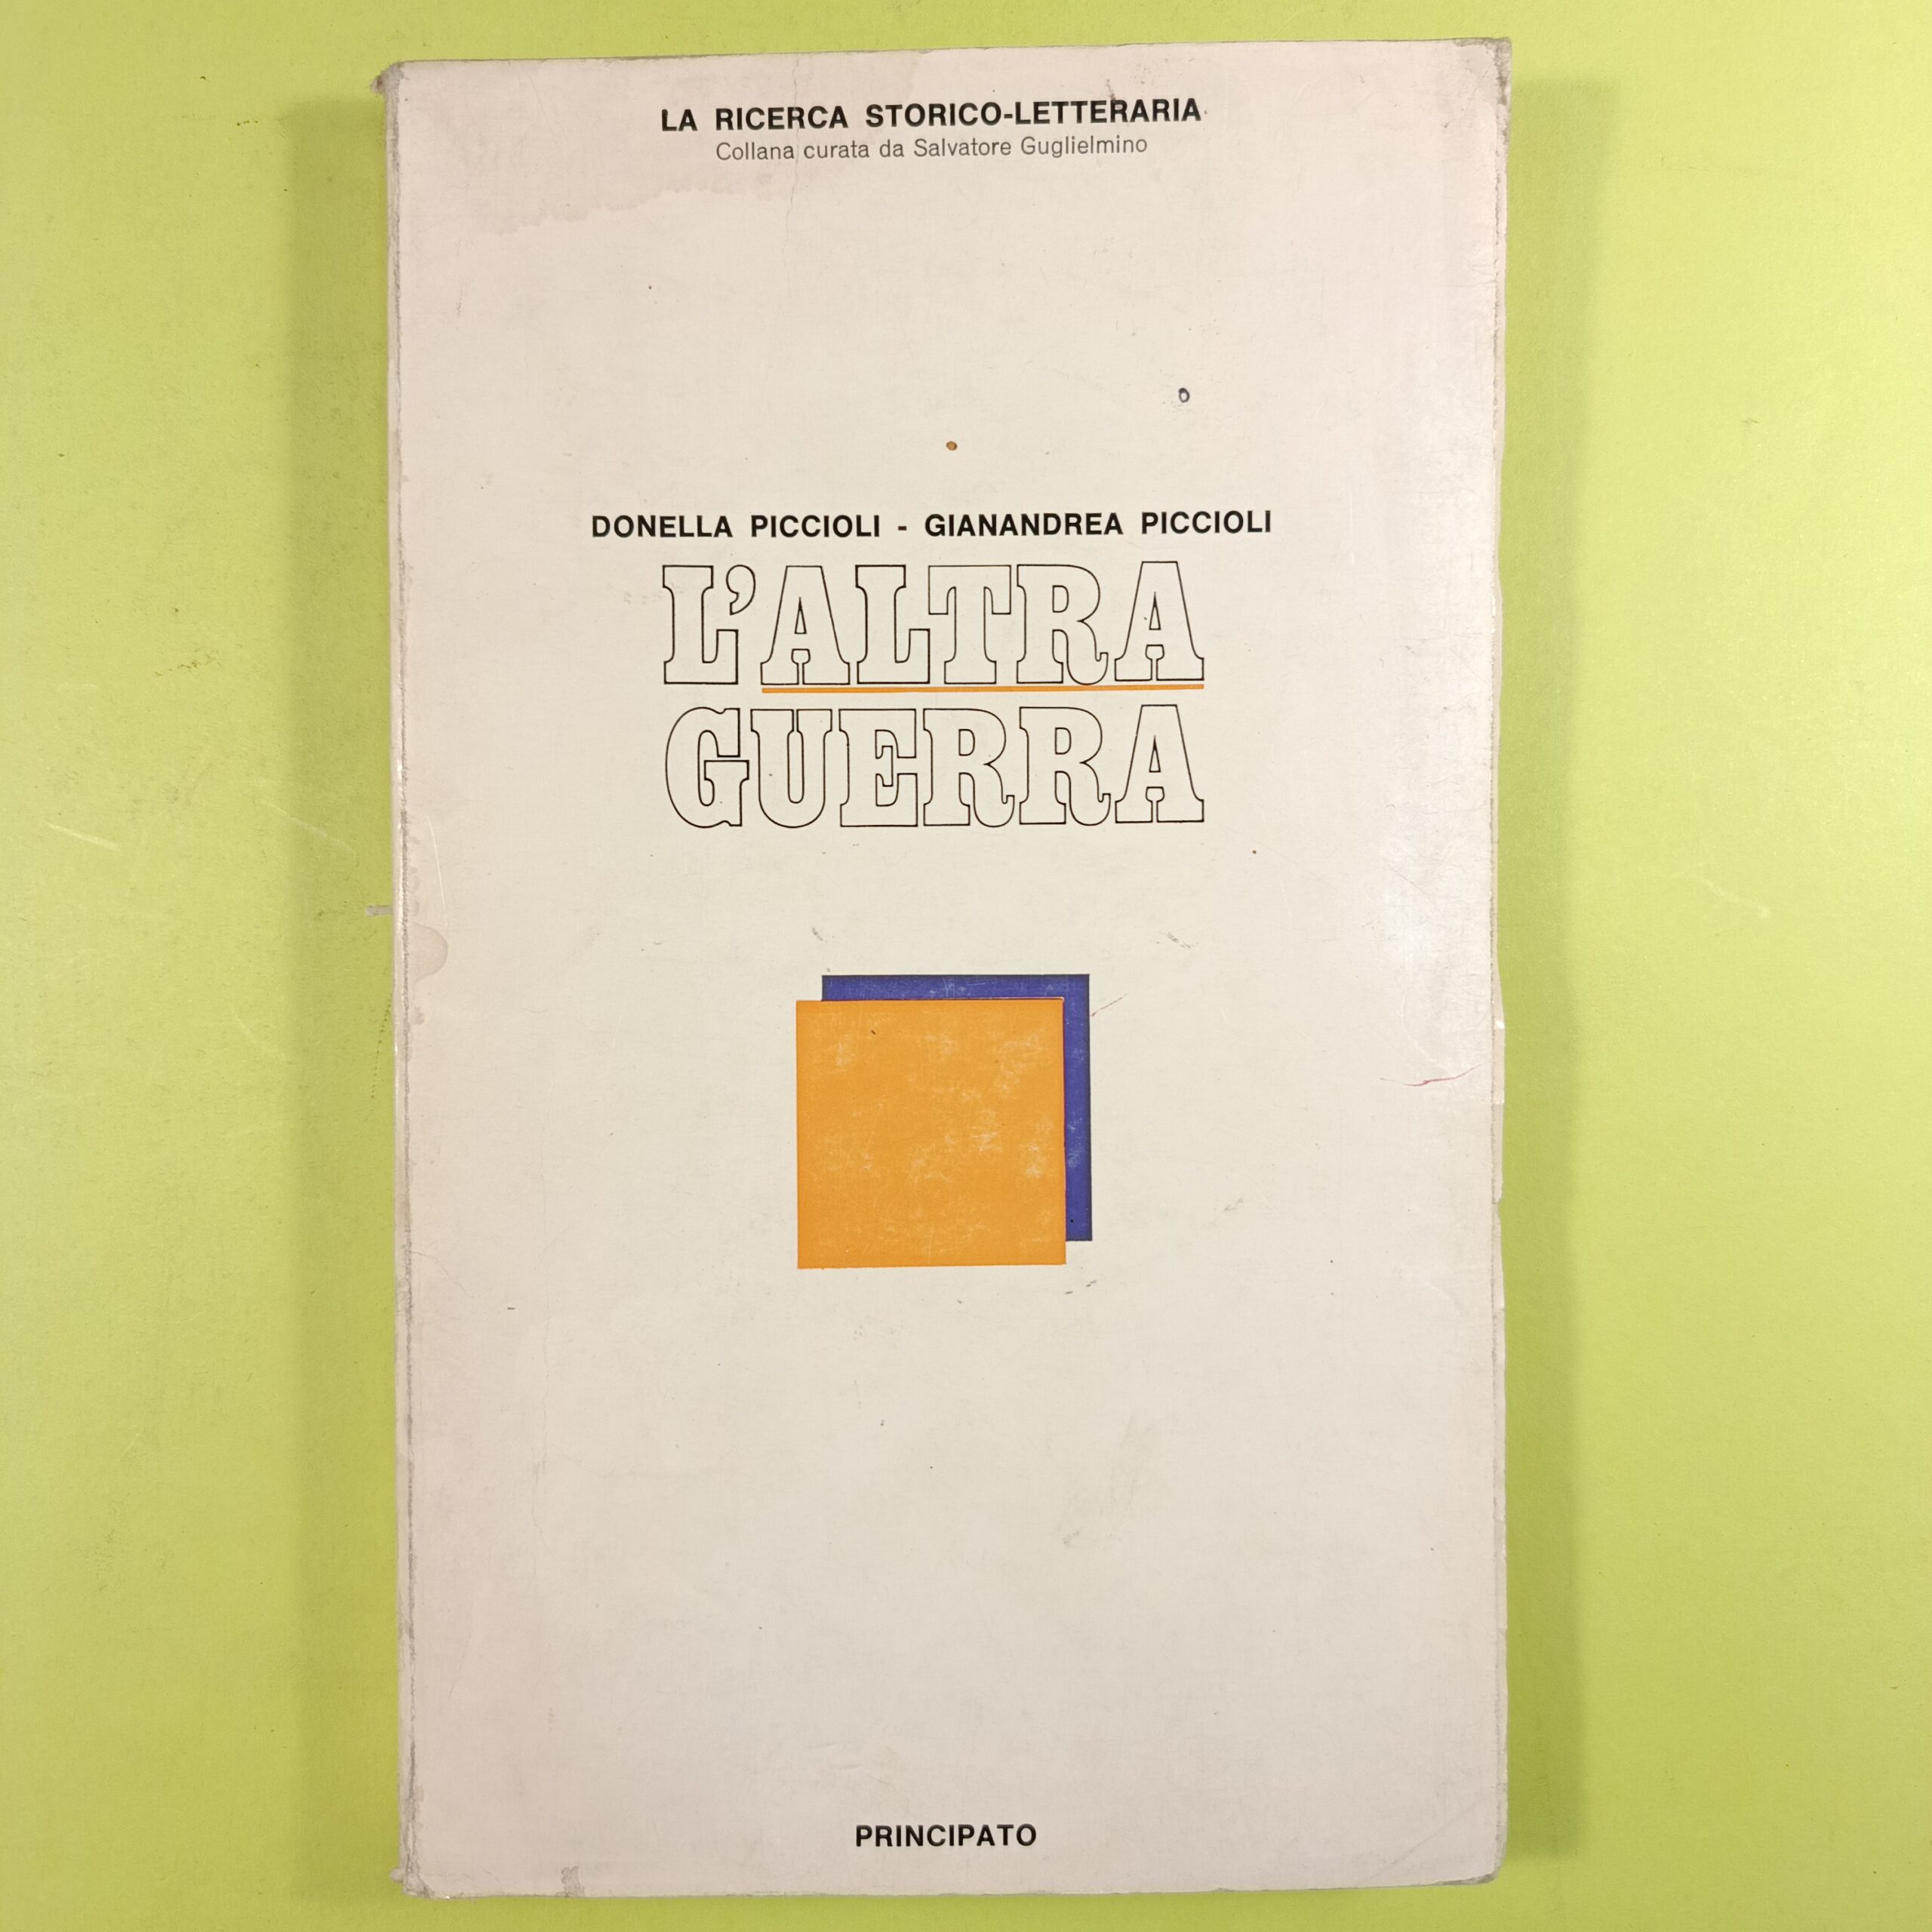 LA RICERCA STORICO-LETTERARIA
Collana curata da Salvatore Guglielmino
DONELLA PICCIOLI - GIANANDREA PICCIOLI
L'ALTRA
GUERRA
PRINCIPATO